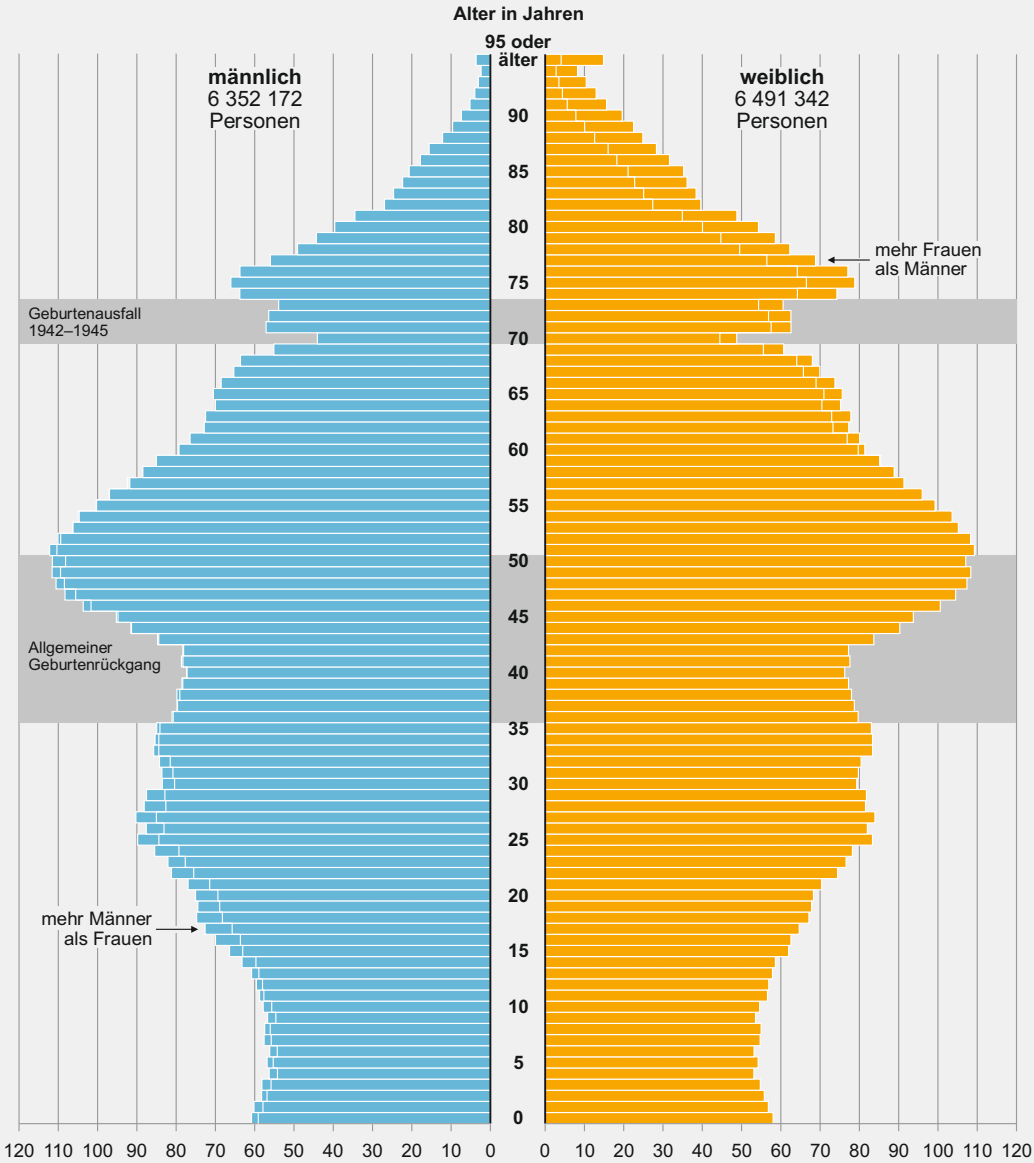 Alter in Jahren
95 oder
älter
männlich
6 352 172
Personen
weiblich
6 491 342
Personen
90
85
80
mehr Frauen
als Männer
75
Geburtenausfall
1942–1945
70
65
60
55
50
45
Allgemeiner
Geburtenrückgang
40
35
30
25
20
mehr Männer
als Frauen
15
10
5
0
120 110 100 90 80 70 60 50 40 30 20 10 0
0 10 20 30 40 50 60 70 80 90 100 110 120